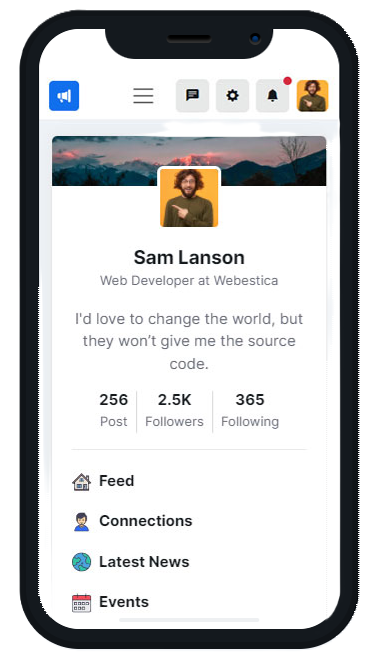 Sam Lanson
Web Developer at Webestica
I'd love to change the world, but
they won’t give me the source
code.
256 2.5K 365
Post Followers Following
Feed
Connections
Latest News
Events